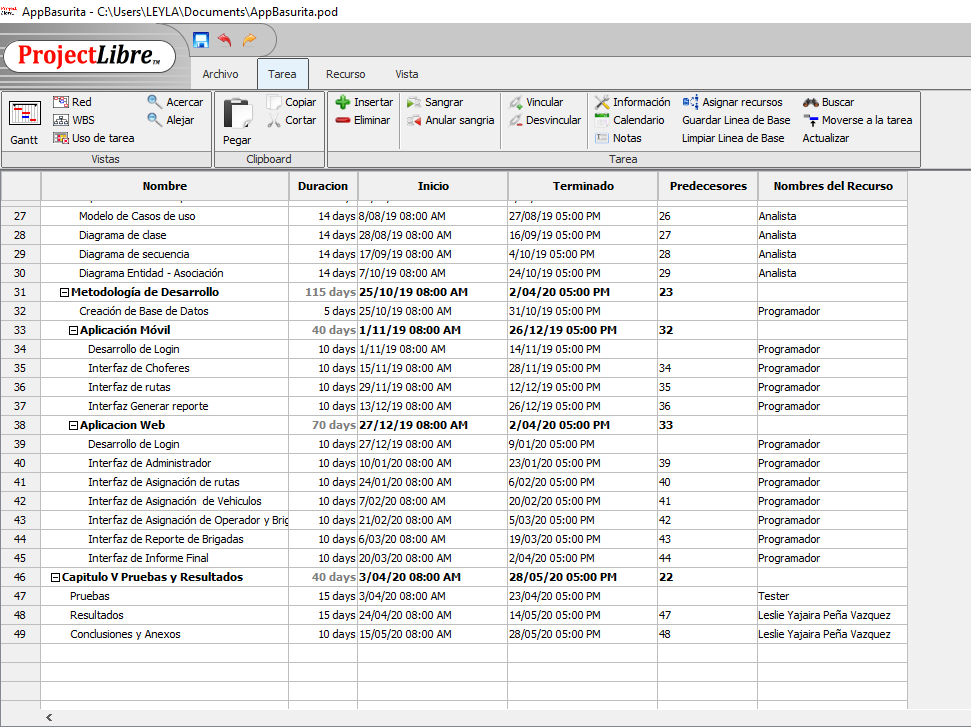 AppBasurita - C:\Users\LEYLA\Documents\AppBasurita.pod
ProjectLibre™
Archivo Tarea Recurso Vista
Gantt
Red
WBS
Uso de tarea
Acercar
Alejar
Vistas
Pegar
Copiar
Cortar
Clipboard
Insertar
Eliminar
Sangrar
Anular sangria
Vincular
Desvincular
Información
Calendario
Notas
Asignar recursos
Guardar Linea de Base
Limpiar Linea de Base
Buscar
Moverse a la tarea
Actualizar
Tarea
Nombre Duracion Inicio Terminado Predecesores Nombres del Recurso
27 Modelo de Casos de uso 14 days 8/08/19 08:00 AM 27/08/19 05:00 PM 26 Analista
28 Diagrama de clase 14 days 28/08/19 08:00 AM 16/09/19 05:00 PM 27 Analista
29 Diagrama de secuencia 14 days 17/09/19 08:00 AM 4/10/19 05:00 PM 28 Analista
30 Diagrama Entidad - Asociación 14 days 7/10/19 08:00 AM 24/10/19 05:00 PM 29 Analista
31 Metodología de Desarrollo 115 days 25/10/19 08:00 AM 2/04/20 05:00 PM 23
32 Creación de Base de Datos 5 days 25/10/19 08:00 AM 31/10/19 05:00 PM Programador
33 Aplicación Móvil 40 days 1/11/19 08:00 AM 26/12/19 05:00 PM 32
34 Desarrollo de Login 10 days 1/11/19 08:00 AM 14/11/19 05:00 PM Programador
35 Interfaz de Choferes 10 days 15/11/19 08:00 AM 28/11/19 05:00 PM 34 Programador
36 Interfaz de rutas 10 days 29/11/19 08:00 AM 12/12/19 05:00 PM 35 Programador
37 Interfaz Generar reporte 10 days 13/12/19 08:00 AM 26/12/19 05:00 PM 36 Programador
38 Aplicacion Web 70 days 27/12/19 08:00 AM 2/04/20 05:00 PM 33
39 Desarrollo de Login 10 days 27/12/19 08:00 AM 9/01/20 05:00 PM Programador
40 Interfaz de Administrador 10 days 10/01/20 08:00 AM 23/01/20 05:00 PM 39 Programador
41 Interfaz de Asignación de rutas 10 days 24/01/20 08:00 AM 6/02/20 05:00 PM 40 Programador
42 Interfaz de Asignación de Vehiculos 10 days 7/02/20 08:00 AM 20/02/20 05:00 PM 41 Programador
43 Interfaz de Asignación de Operador y Brig 10 days 21/02/20 08:00 AM 5/03/20 05:00 PM 42 Programador
44 Interfaz de Reporte de Brigadas 10 days 6/03/20 08:00 AM 19/03/20 05:00 PM 43 Programador
45 Interfaz de Informe Final 10 days 20/03/20 08:00 AM 2/04/20 05:00 PM 44 Programador
46 Capitulo V Pruebas y Resultados 40 days 3/04/20 08:00 AM 28/05/20 05:00 PM 22
47 Pruebas 15 days 3/04/20 08:00 AM 23/04/20 05:00 PM Tester
48 Resultados 15 days 24/04/20 08:00 AM 14/05/20 05:00 PM 47 Leslie Yajaira Peña Vazquez
49 Conclusiones y Anexos 10 days 15/05/20 08:00 AM 28/05/20 05:00 PM 48 Leslie Yajaira Peña Vazquez